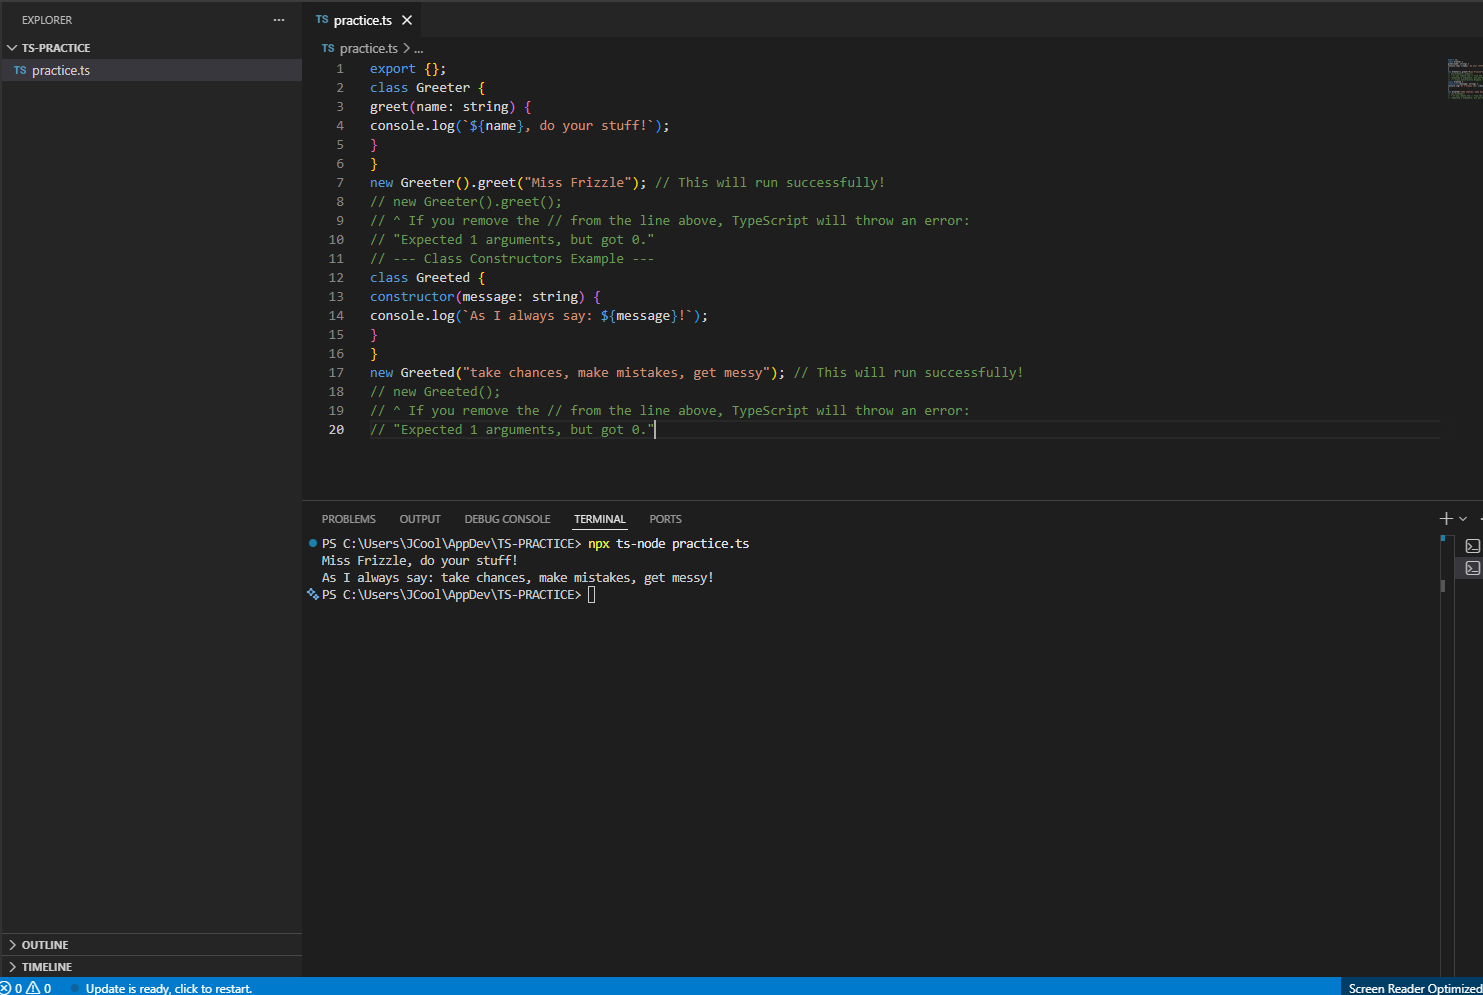 EXPLORER
TS-PRACTICE
TS practice.ts
OUTLINE
TIMELINE
TS practice.ts
TS practice.ts > ...
1 export {};
2 class Greeter {
3 greet(name: string) {
4 console.log(`${name}, do your stuff!`);
5 }
6 }
7 new Greeter().greet("Miss Frizzle"); // This will run successfully!
8 // new Greeter().greet();
9 // ^ If you remove the // from the line above, TypeScript will throw an error:
10 // "Expected 1 arguments, but got 0."
11 // --- Class Constructors Example ---
12 class Greeted {
13 constructor(message: string) {
14 console.log(`As I always say: ${message}!`);
15 }
16 }
17 new Greeted("take chances, make mistakes, get messy"); // This will run successfully!
18 // new Greeted();
19 // ^ If you remove the // from the line above, TypeScript will throw an error:
20 // "Expected 1 arguments, but got 0."
PROBLEMS OUTPUT DEBUG CONSOLE TERMINAL PORTS
PS C:\Users\JCool\AppDev\TS-PRACTICE> npx ts-node practice.ts
Miss Frizzle, do your stuff!
As I always say: take chances, make mistakes, get messy!
PS C:\Users\JCool\AppDev\TS-PRACTICE>
0 0 Update is ready, click to restart. Screen Reader Optimized